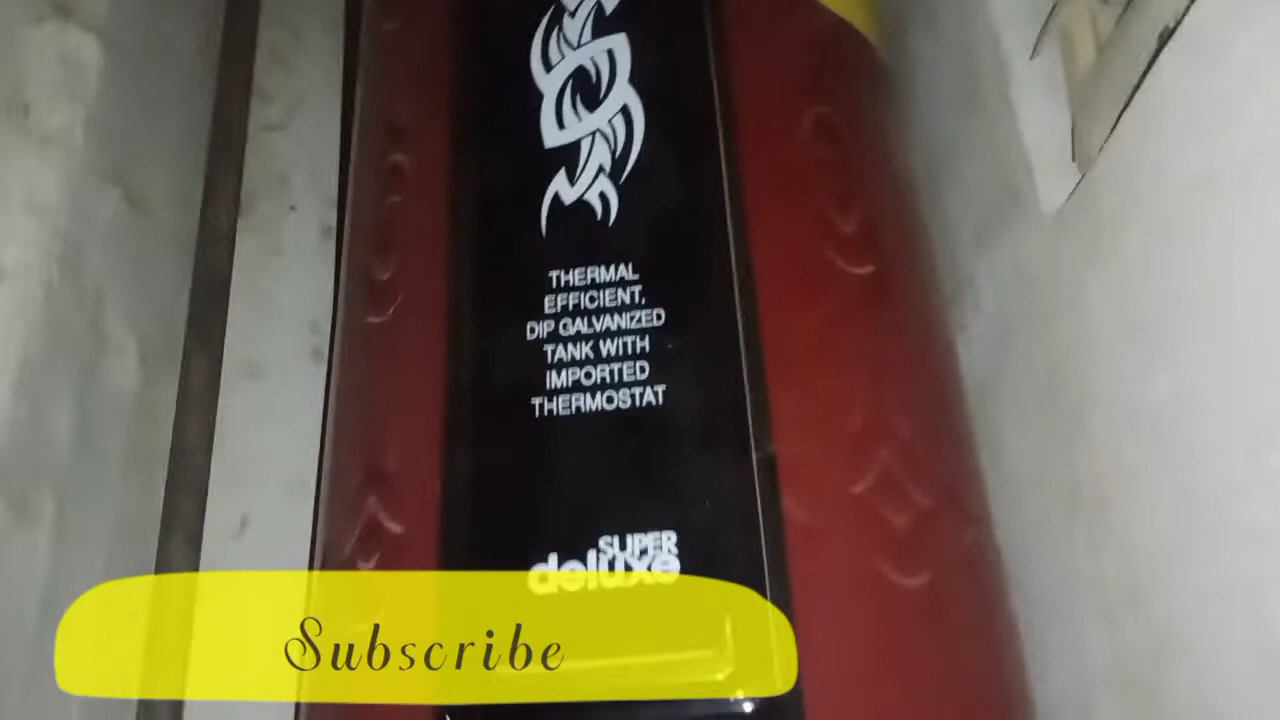 THERMAL
EFFICIENT,
DIP GALVANIZED
TANK WITH
IMPORTED
THERMOSTAT
SUPER
deluxe
Subscribe